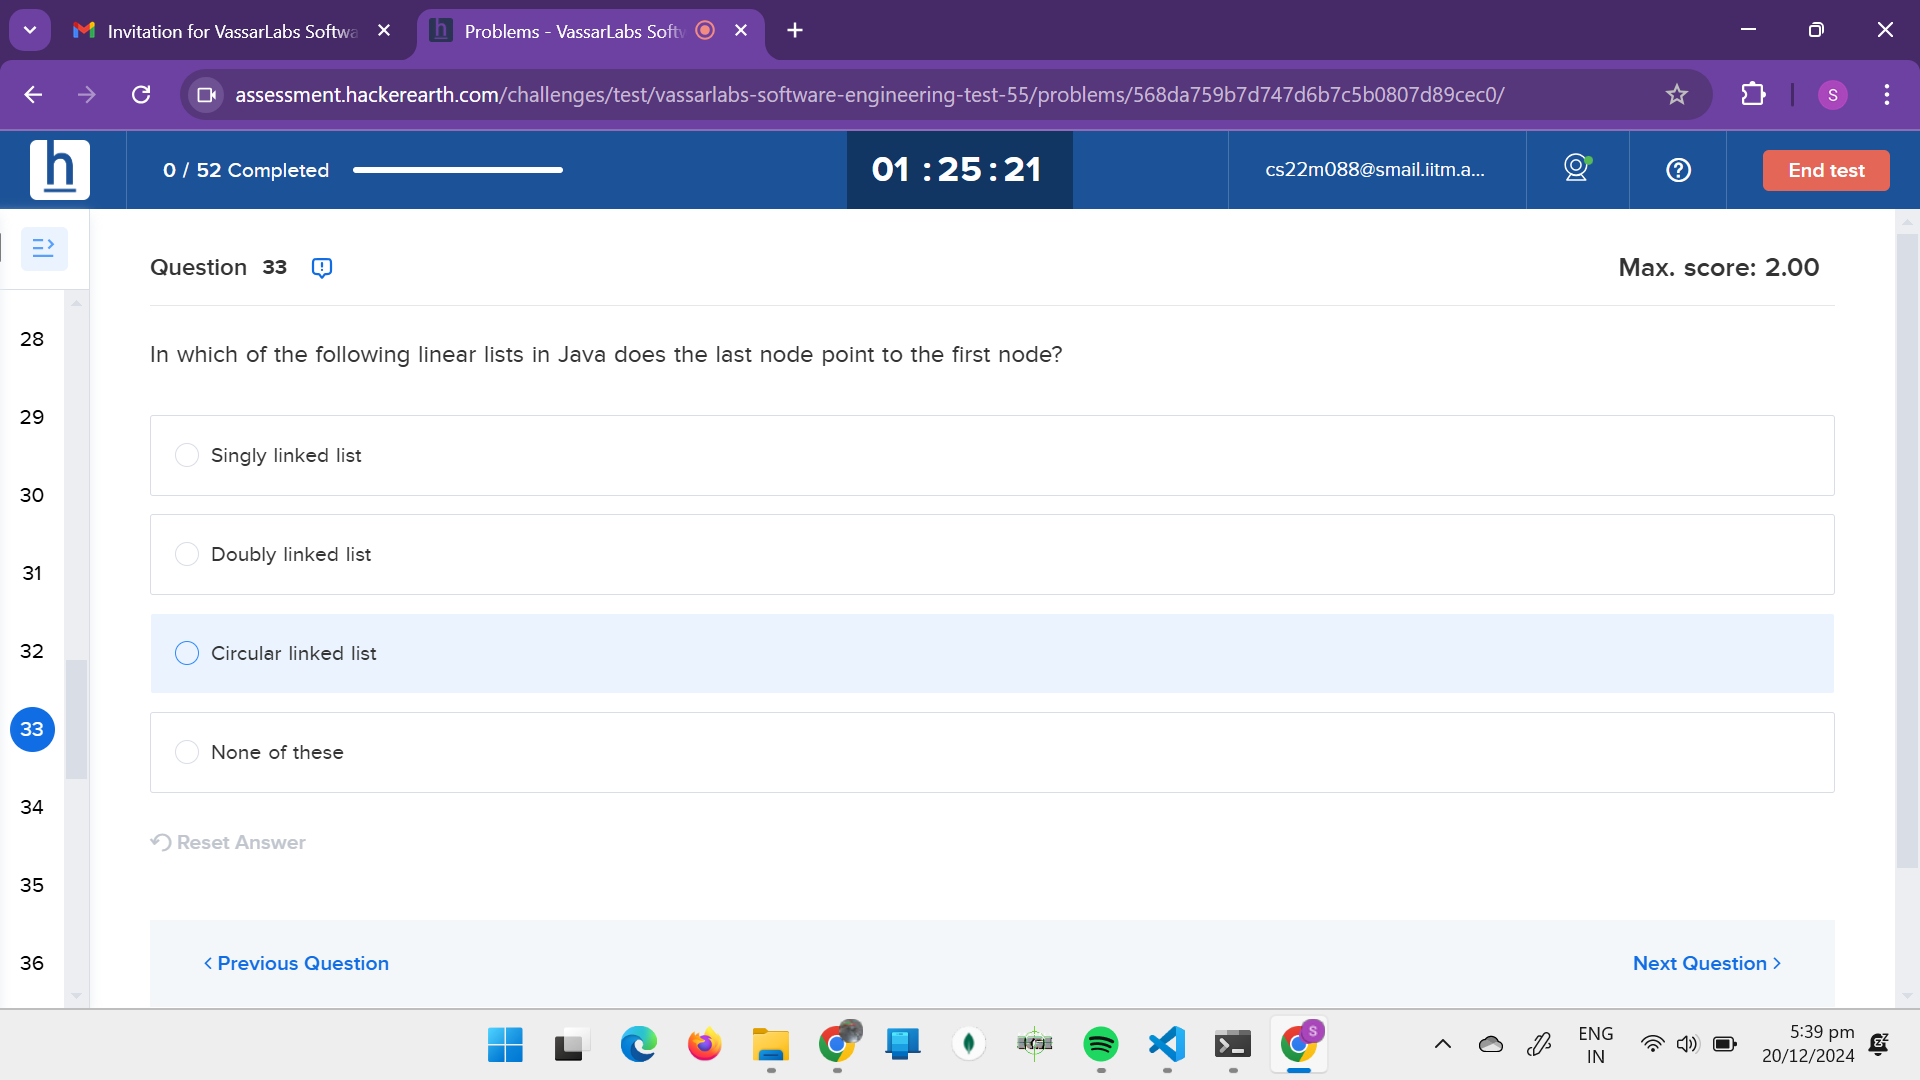 Invitation for VassarLabs Softwa
Problems - VassarLabs Softv
assessment.hackerearth.com/challenges/test/vassarlabs-software-engineering-test-55/problems/568da759b7d747d6b7c5b0807d89cec0/
S
h
0 / 52 Completed
01 : 25 : 21
cs22m088@smail.iitm.a...
End test
Question 33
Max. score: 2.00
In which of the following linear lists in Java does the last node point to the first node?
Singly linked list
Doubly linked list
Circular linked list
None of these
Reset Answer
Previous Question
Next Question
28
29
30
31
32
33
34
35
36
S
ENG
IN
5:39 pm
20/12/2024